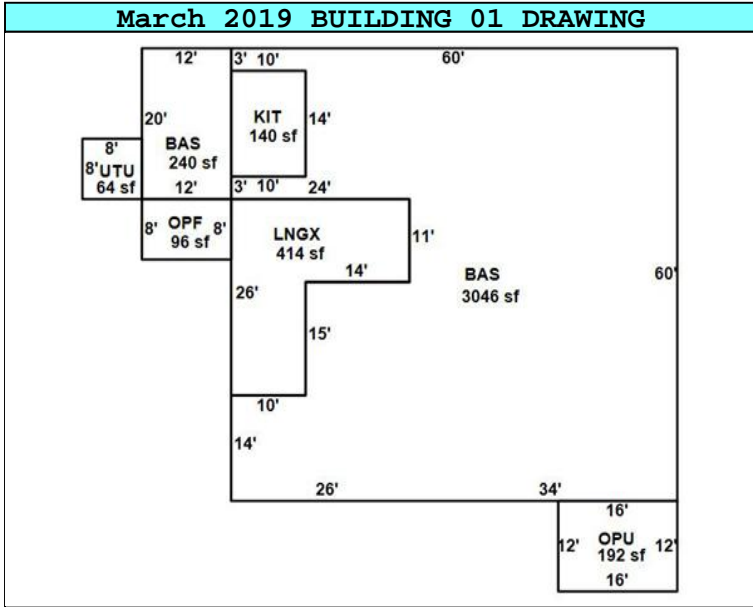 March 2019 BUILDING 01 DRAWING
12' 3' 10' 60'
20'
KIT
140 sf
14'
BAS
240 sf
8'
8' UTU
64 sf
12' 3' 10' 24'
8' OPF 8'
96 sf
LNGX
414 sf
11'
14'
BAS
3046 sf
60'
26'
15'
10'
14'
26' 34'
16'
12' OPU 12'
192 sf
16'